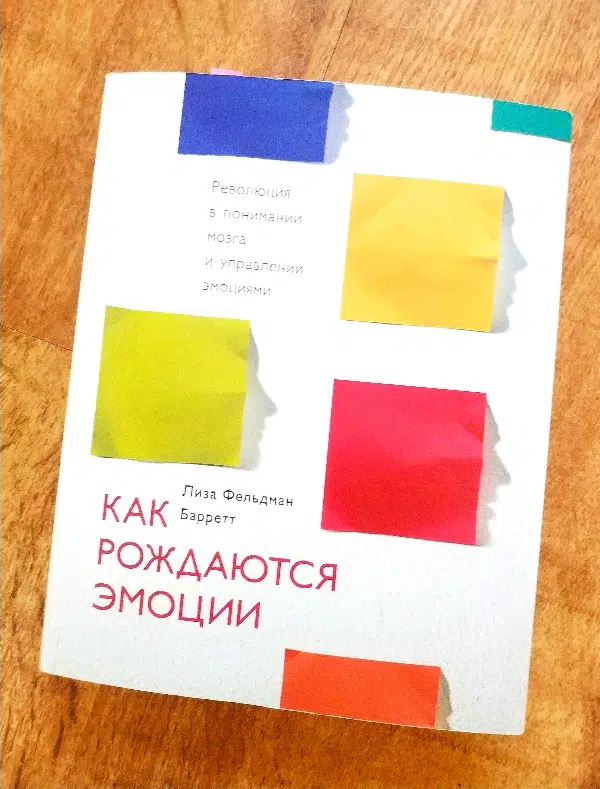 Революция
в понимании
мозга
и управлении
эмоциями
Лиза Фельдман
Барретт
КАК
РОЖДАЮТСЯ
ЭМОЦИИ